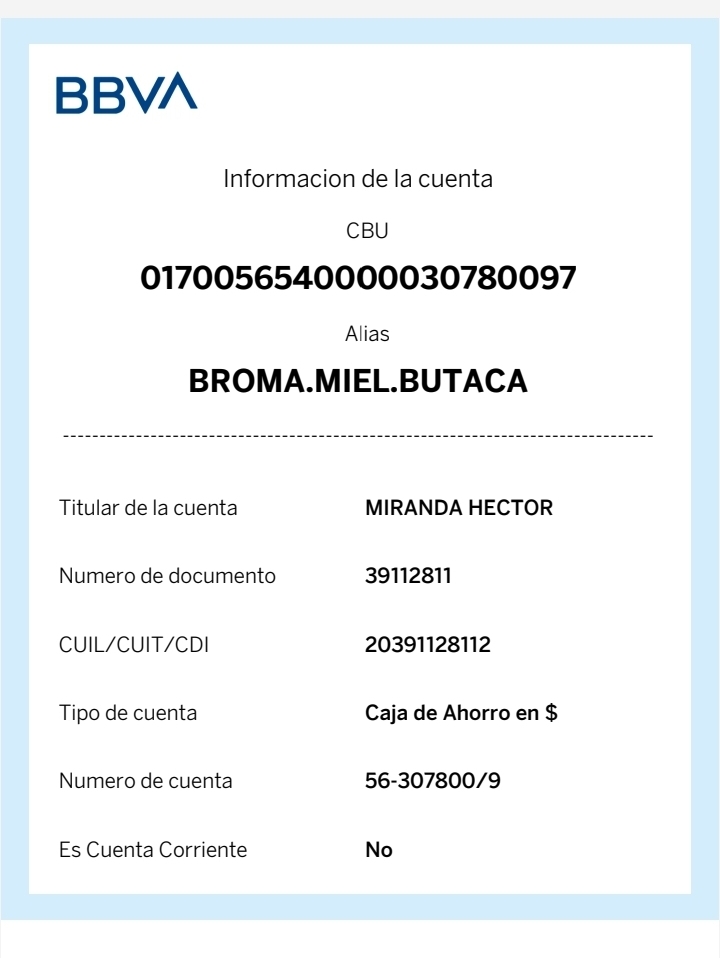 BBVA
Informacion de la cuenta
CBU
0170056540000030780097
Alias
BROMA.MIEL.BUTACA
Titular de la cuenta MIRANDA HECTOR
Numero de documento 39112811
CUIL/CUIT/CDI 20391128112
Tipo de cuenta Caja de Ahorro en $
Numero de cuenta 56-307800/9
Es Cuenta Corriente No